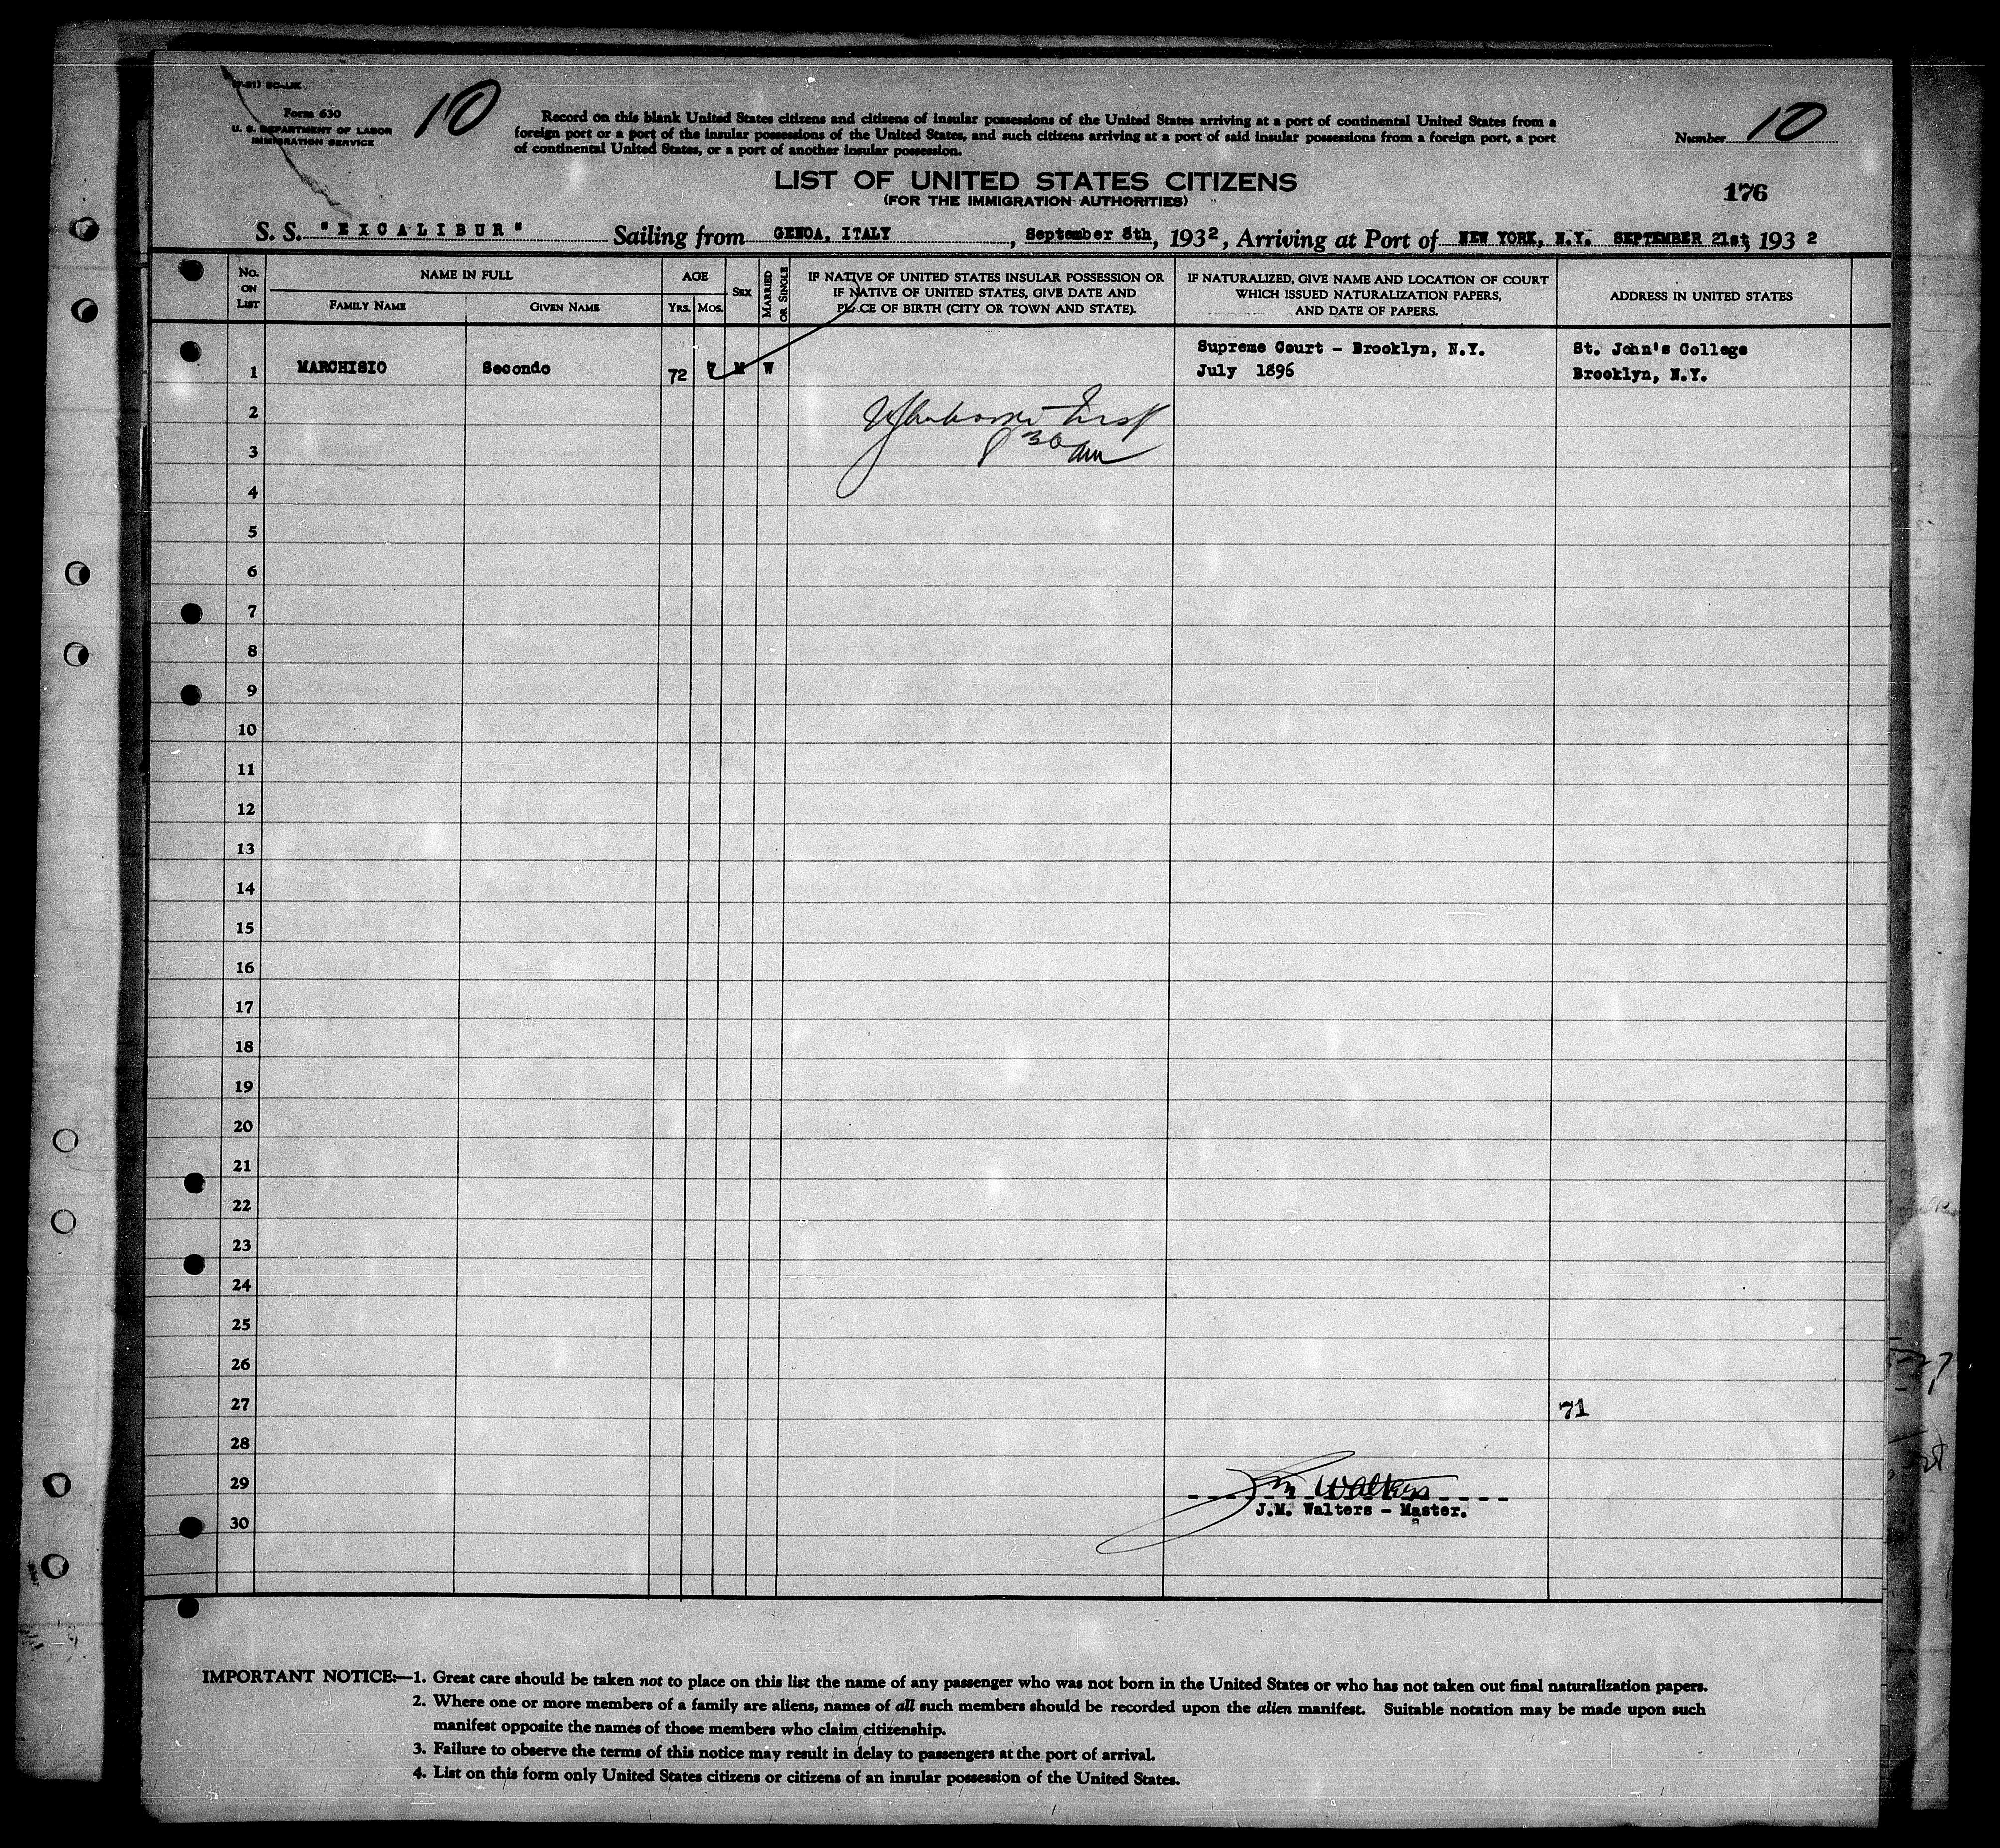 Form 630
U. S. DEPARTMENT OF LABOR
IMMIGRATION SERVICE
10
Record on this blank United States citizens and citizens of insular possessions of the United States arriving at a port of continental United States from a
foreign port or a port of the insular possessions of the United States, and such citizens arriving at a port of said insular possessions from a foreign port, a port
of continental United States, or a port of another insular possession.
Number 10
LIST OF UNITED STATES CITIZENS
(FOR THE IMMIGRATION AUTHORITIES)
176
S. S. "EXCALIBUR" Sailing from GENOA, ITALY, September 8th, 1932, Arriving at Port of NEW YORK, N.Y. SEPTEMBER 21st, 193 2
No. ON LIST
NAME IN FULL
FAMILY NAME
GIVEN NAME
AGE
YRS. MOS.
SEX
MARRIED OR SINGLE
IF NATIVE OF UNITED STATES INSULAR POSSESSION OR
IF NATIVE OF UNITED STATES, GIVE DATE AND
PLACE OF BIRTH (CITY OR TOWN AND STATE).
IF NATURALIZED, GIVE NAME AND LOCATION OF COURT
WHICH ISSUED NATURALIZATION PAPERS,
AND DATE OF PAPERS.
ADDRESS IN UNITED STATES
1 MARCHISIO Secondo 72 M W
Supreme Court - Brooklyn, N.Y.
July 1896
St. John's College
Brooklyn, N.Y.
2
3
8 30 am
4
5
6
7
8
9
10
11
12
13
14
15
16
17
18
19
20
21
22
23
24
25
26
27 71
28
29 J M Walters
J.M. Walters - Master.
30
IMPORTANT NOTICE:—1. Great care should be taken not to place on this list the name of any passenger who was not born in the United States or who has not taken out final naturalization papers.
2. Where one or more members of a family are aliens, names of all such members should be recorded upon the alien manifest. Suitable notation may be made upon such
manifest opposite the names of those members who claim citizenship.
3. Failure to observe the terms of this notice may result in delay to passengers at the port of arrival.
4. List on this form only United States citizens or citizens of an insular possession of the United States.